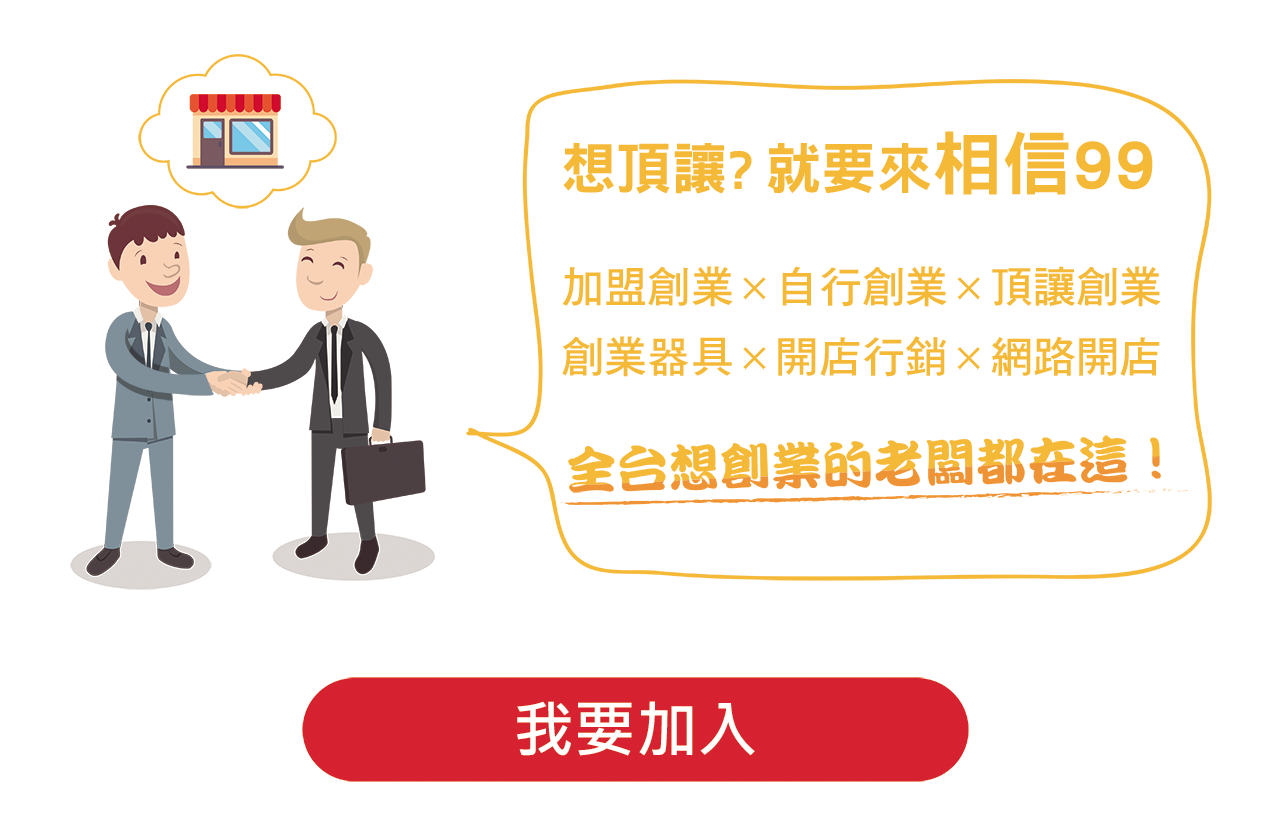 想頂讓? 就要來相信99
加盟創業×自行創業×頂讓創業
創業器具×開店行銷×網路開店
全台想創業的老闆都在這！
我要加入